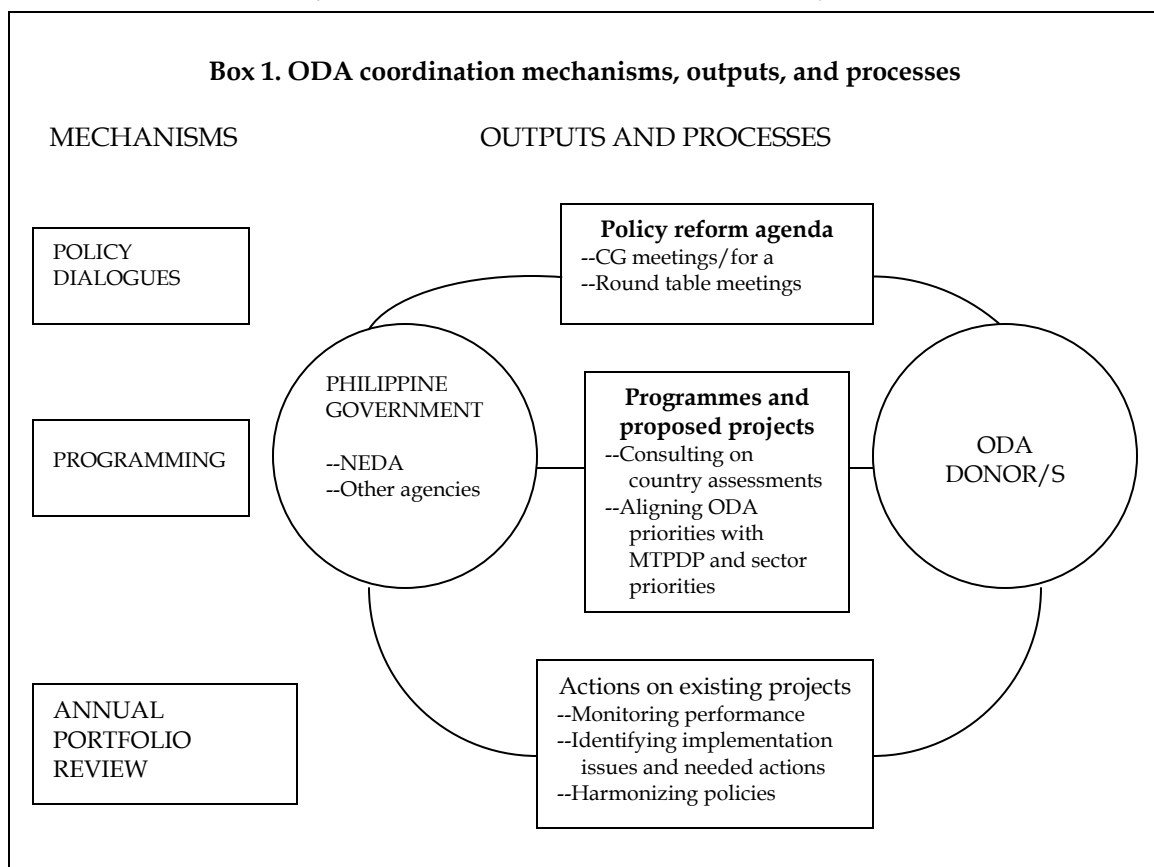 Box 1. ODA coordination mechanisms, outputs, and processes
MECHANISMS
OUTPUTS AND PROCESSES
POLICY
DIALOGUES
Policy reform agenda
--CG meetings/for a
--Round table meetings
PROGRAMMING
PHILIPPINE
GOVERNMENT
--NEDA
--Other agencies
Programmes and
proposed projects
--Consulting on
country assessments
--Aligning ODA
priorities with
MTPDP and sector
priorities
ODA
DONOR/S
ANNUAL
PORTFOLIO
REVIEW
Actions on existing projects
--Monitoring performance
--Identifying implementation
issues and needed actions
--Harmonizing policies